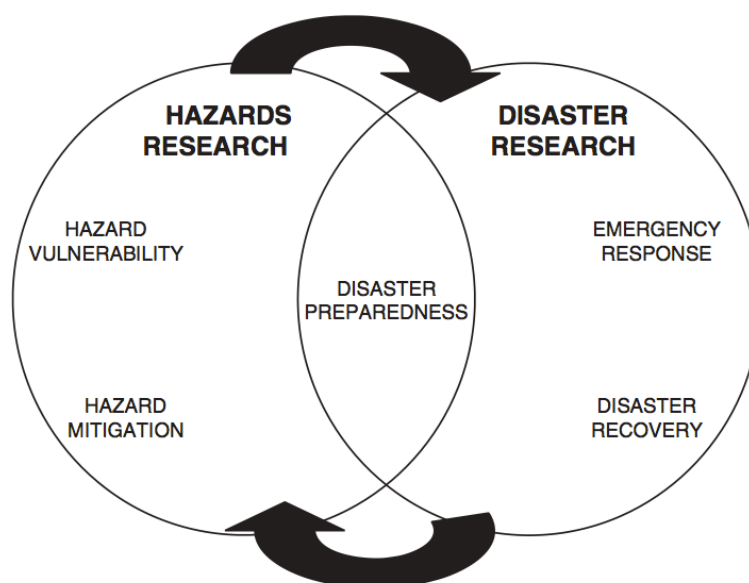 HAZARDS
RESEARCH
DISASTER
RESEARCH
HAZARD
VULNERABILITY
EMERGENCY
RESPONSE
DISASTER
PREPAREDNESS
HAZARD
MITIGATION
DISASTER
RECOVERY